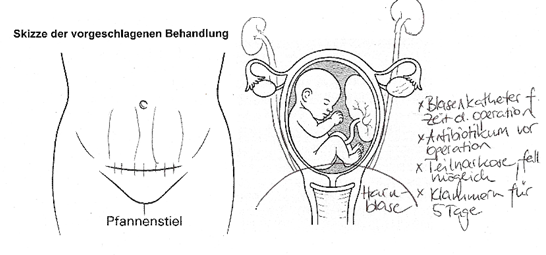 Skizze der vorgeschlagenen Behandlung
Pfannenstiel
x Blasenkatheter f.
Zeit d. Operation
x Antibiotikum vor
Operation
x Teilnarkose, falls
möglich
x Klammern für
5 Tage
Harn-
blase